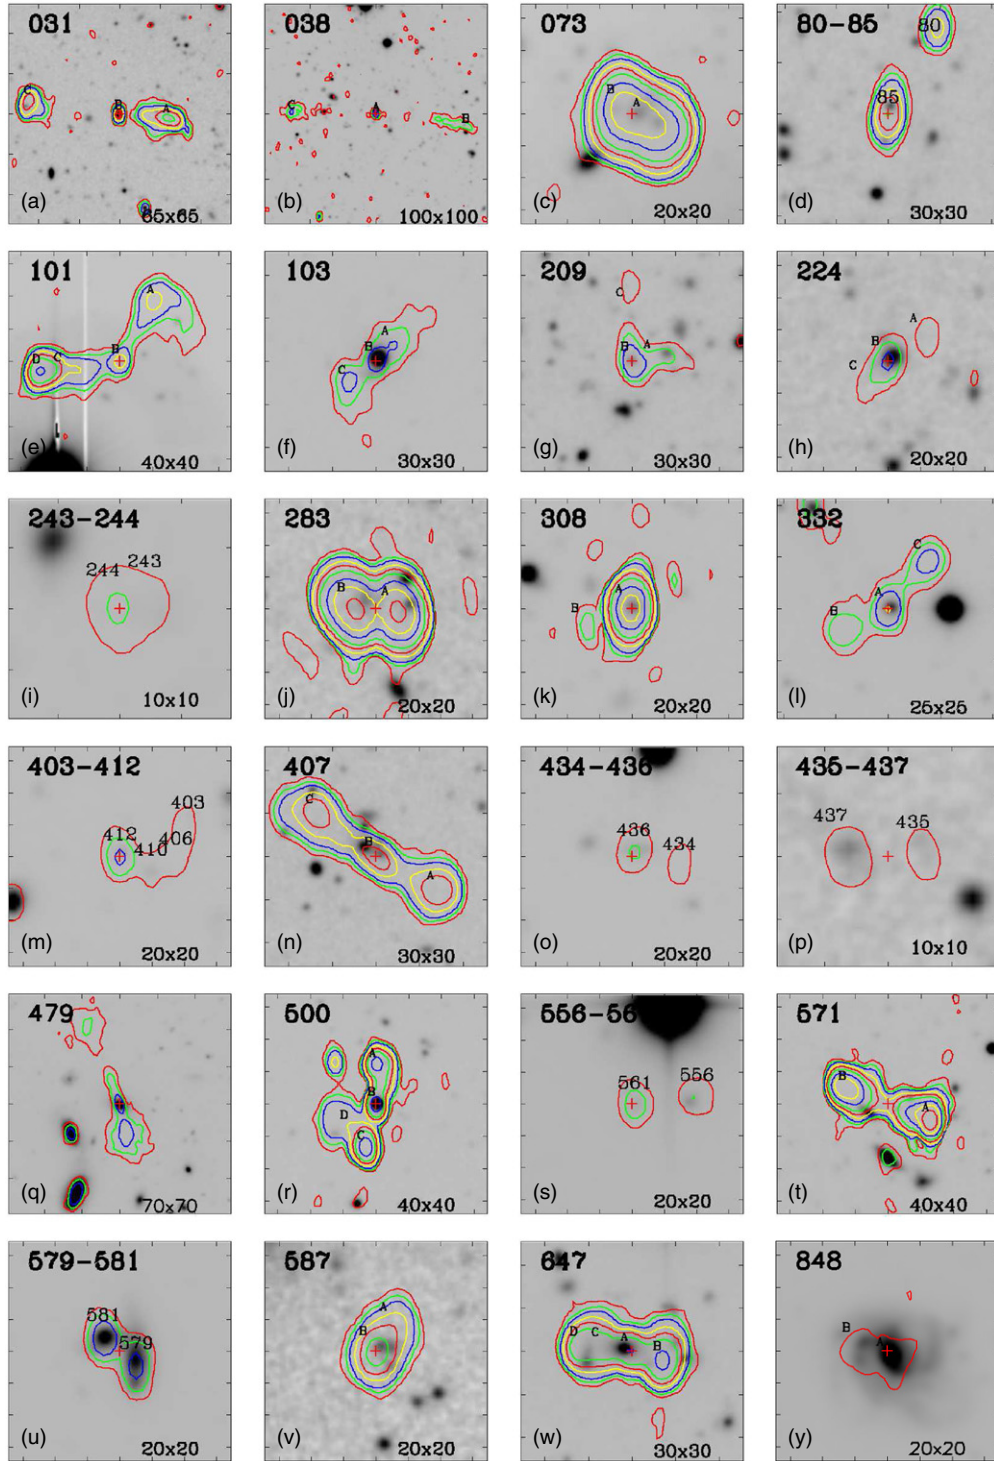 031
C
B
A
(a)
65x65
038
C
A
B
(b)
100x100
073
B
A
(c)
20x20
80-85
80
85
(d)
30x30
101
A
B
D
C
(e)
40x40
103
A
B
C
(f)
30x30
209
C
B
A
(g)
30x30
224
A
B
C
(h)
20x20
243-244
243
244
(i)
10x10
283
B
A
(j)
20x20
308
A
B
(k)
20x20
332
C
A
B
(l)
25x25
403-412
403
412
406
410
(m)
20x20
407
C
B
A
(n)
30x30
434-436
436
434
(o)
20x20
435-437
437
435
(p)
10x10
479
(q)
70x70
500
A
B
D
C
(r)
40x40
556-56
561
556
(s)
20x20
571
B
A
(t)
40x40
579-581
581
579
(u)
20x20
587
A
B
(v)
20x20
647
D
C
A
B
(w)
30x30
848
B
A
(y)
20x20